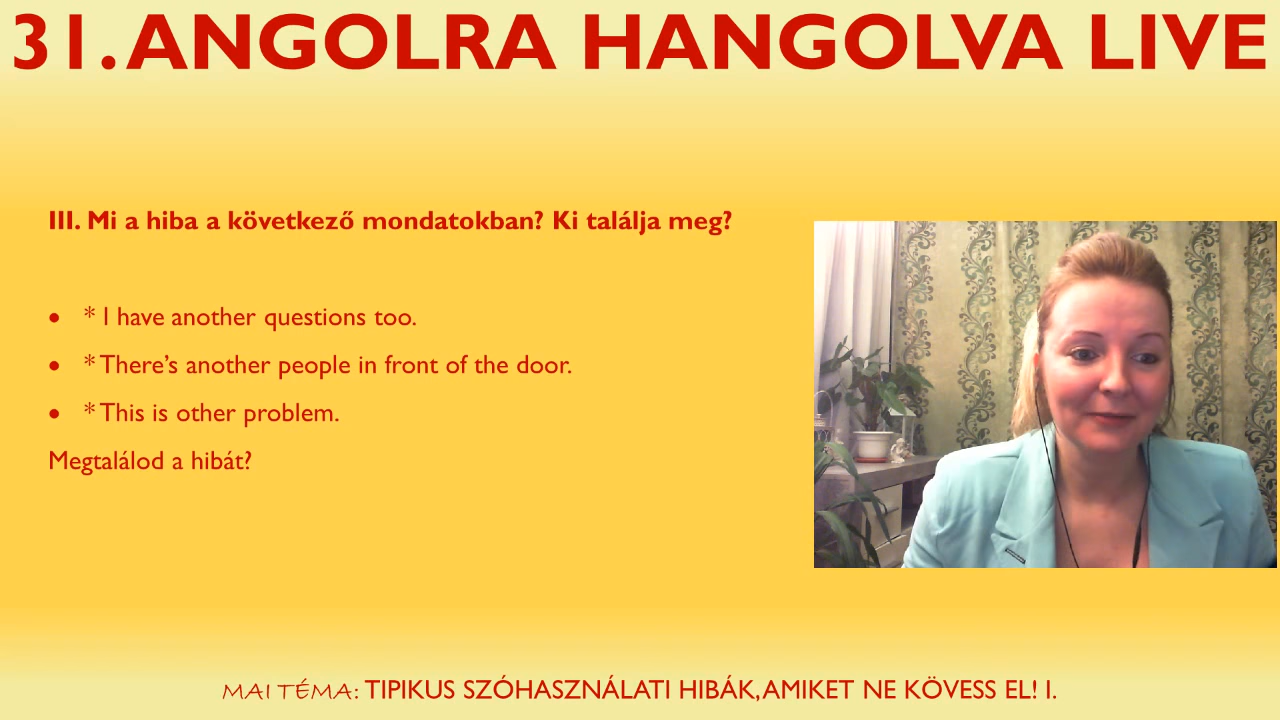 31. ANGOLRA HANGOLVA LIVE
III. Mi a hiba a következő mondatokban? Ki találja meg?
• * I have another questions too.
• * There's another people in front of the door.
• * This is other problem.
Megtalálod a hibát?
MAI TÉMA: TIPIKUS SZÓHASZNÁLATI HIBÁK, AMIKET NE KÖVESS EL! I.